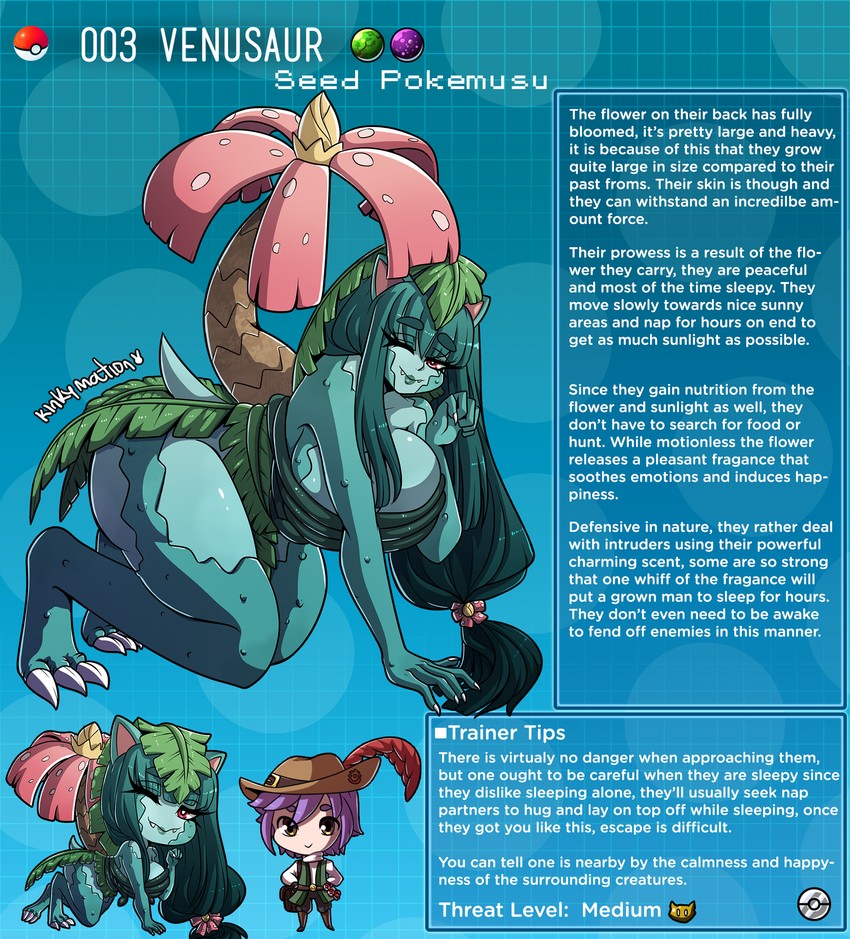 003 VENUSAUR
Seed Pokemusu
The flower on their back has fully
bloomed, it's pretty large and heavy,
it is because of this that they grow
quite large in size compared to their
past froms. Their skin is though and
they can withstand an incredilbe am-
ount force.
Their prowess is a result of the flo-
wer they carry, they are peaceful
and most of the time sleepy. They
move slowly towards nice sunny
areas and nap for hours on end to
get as much sunlight as possible.
Since they gain nutrition from the
flower and sunlight as well, they
don't have to search for food or
hunt. While motionless the flower
releases a pleasant fragance that
soothes emotions and induces hap-
piness.
Defensive in nature, they rather deal
with intruders using their powerful
charming scent, some are so strong
that one whiff of the fragance will
put a grown man to sleep for hours.
They don't even need to be awake
to fend off enemies in this manner.
kinkymation
Trainer Tips
There is virtualy no danger when approaching them,
but one ought to be careful when they are sleepy since
they dislike sleeping alone, they'll usually seek nap
partners to hug and lay on top off while sleeping, once
they got you like this, escape is difficult.
You can tell one is nearby by the calmness and happy-
ness of the surrounding creatures.
Threat Level: Medium